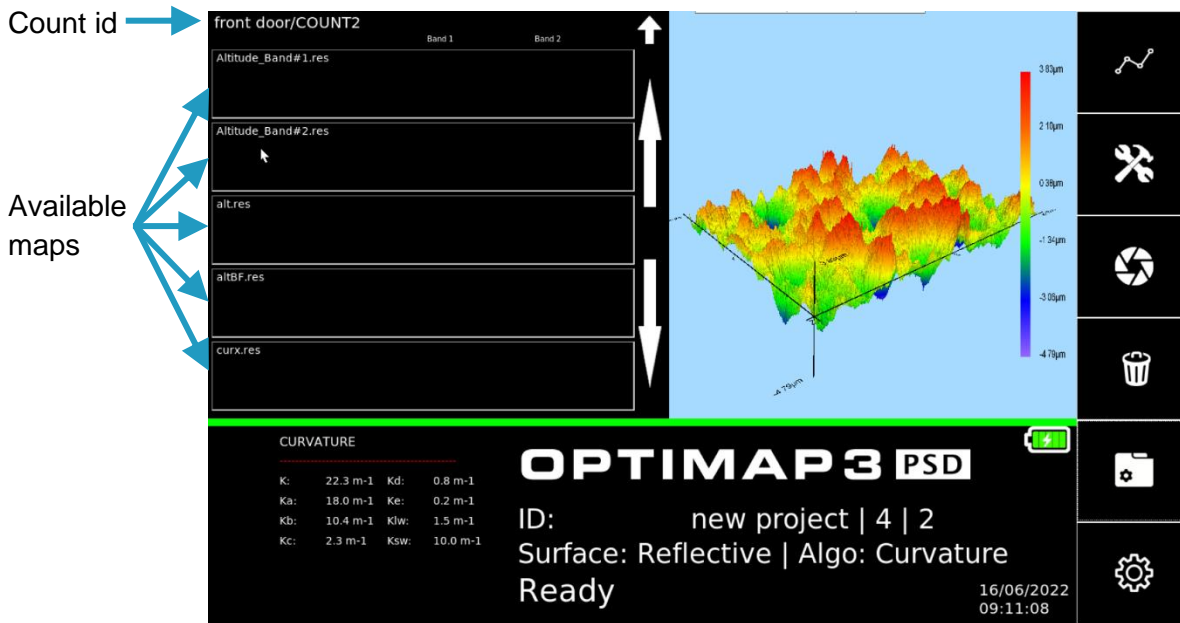 Count id
front door/COUNT2
Band 1 Band 2
Available
maps
Altitude_Band#1.res
Altitude_Band#2.res
alt.res
altBF.res
curx.res
3.83µm
2.10µm
0.38µm
-1.34µm
-3.06µm
-4.79µm
-4.79µm
CURVATURE
K: 22.3 m-1 Kd: 0.8 m-1
Ka: 18.0 m-1 Ke: 0.2 m-1
Kb: 10.4 m-1 Klw: 1.5 m-1
Kc: 2.3 m-1 Ksw: 10.0 m-1
OPTIMAP3 PSD
ID: new project | 4 | 2
Surface: Reflective | Algo: Curvature
Ready
16/06/2022
09:11:08